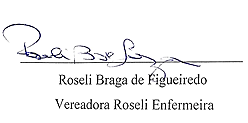 Roseli Braga de Figueiredo
Vereadora Roseli Enfermeira